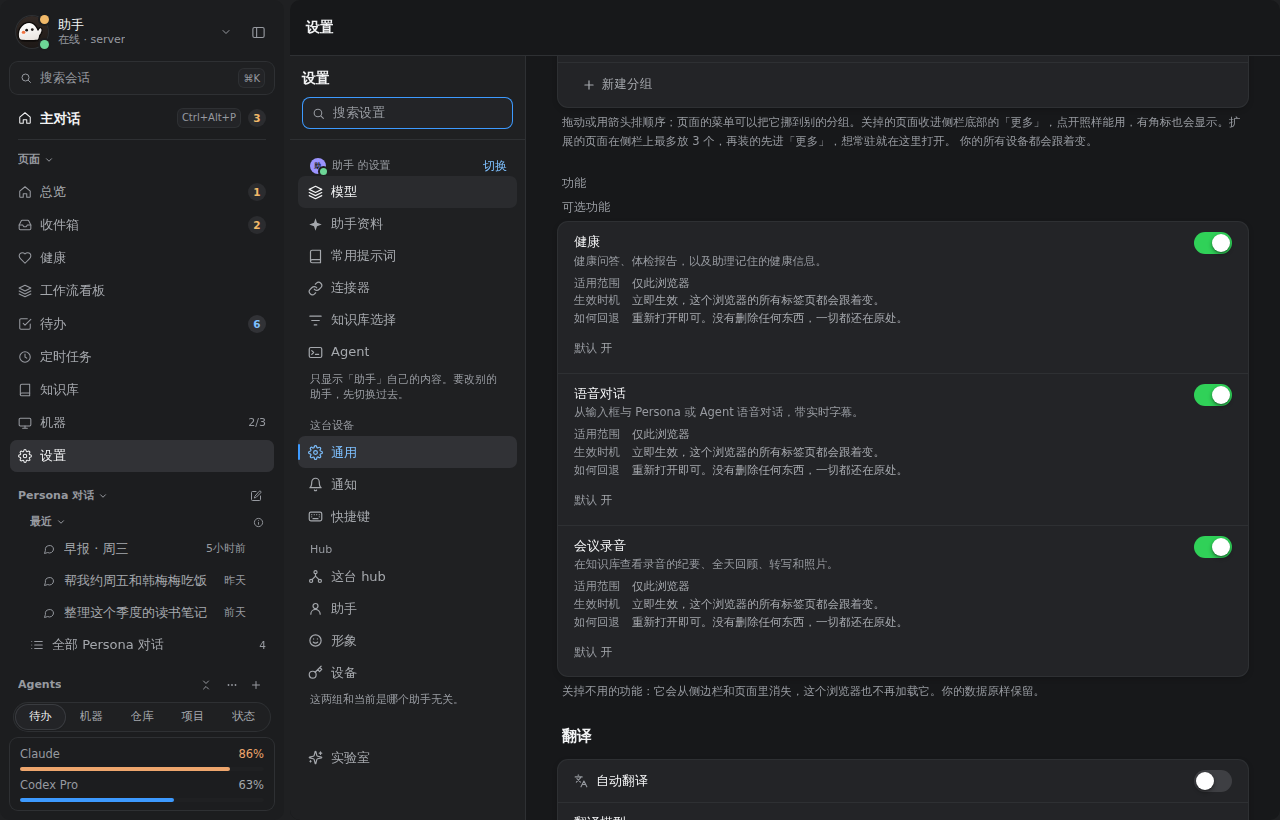 助手
在线 · server
搜索会话
⌘K
主对话
Ctrl+Alt+P
3
页面
总览
1
收件箱
2
健康
工作流看板
待办
6
定时任务
知识库
机器
2/3
设置
Persona 对话
最近
早报 · 周三
5小时前
帮我约周五和韩梅梅吃饭
昨天
整理这个季度的读书笔记
前天
全部 Persona 对话
4
Agents
待办
机器
仓库
项目
状态
Claude
86%
Codex Pro
63%
设置
设置
搜索设置
助手 的设置
切换
模型
助手资料
常用提示词
连接器
知识库选择
Agent
只显示「助手」自己的内容。要改别的
助手，先切换过去。
这台设备
通用
通知
快捷键
Hub
这台 hub
助手
形象
设备
这两组和当前是哪个助手无关。
实验室
新建分组
拖动或用箭头排顺序；页面的菜单可以把它挪到别的分组。关掉的页面收进侧栏底部的「更多」，点开照样能用，有角标也会显示。扩
展的页面在侧栏上最多放 3 个，再装的先进「更多」，想常驻就在这里打开。 你的所有设备都会跟着变。
功能
可选功能
健康
健康问答、体检报告，以及助理记住的健康信息。
适用范围 仅此浏览器
生效时机 立即生效，这个浏览器的所有标签页都会跟着变。
如何回退 重新打开即可。没有删除任何东西，一切都还在原处。
默认 开
语音对话
从输入框与 Persona 或 Agent 语音对话，带实时字幕。
适用范围 仅此浏览器
生效时机 立即生效，这个浏览器的所有标签页都会跟着变。
如何回退 重新打开即可。没有删除任何东西，一切都还在原处。
默认 开
会议录音
在知识库查看录音的纪要、全天回顾、转写和照片。
适用范围 仅此浏览器
生效时机 立即生效，这个浏览器的所有标签页都会跟着变。
如何回退 重新打开即可。没有删除任何东西，一切都还在原处。
默认 开
关掉不用的功能：它会从侧边栏和页面里消失，这个浏览器也不再加载它。你的数据原样保留。
翻译
自动翻译